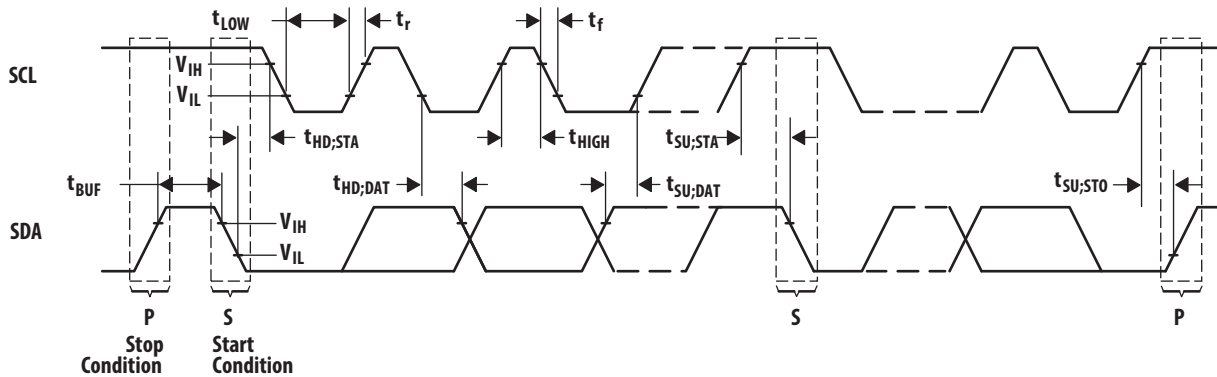 tLOW
tr
tf
SCL
VIH
VIL
tHD;STA
tHIGH
tSU;STA
tBUF
tHD;DAT
tSU;DAT
tSU;STO
SDA
VIH
VIL
P
S
S
P
Stop
Condition
Start
Condition